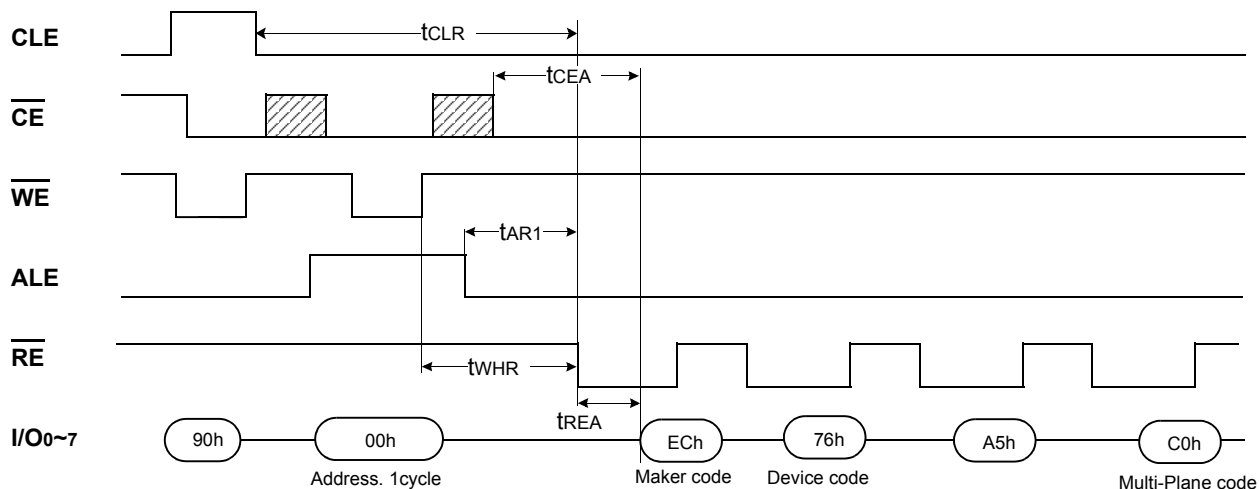 CLE
tCLR
tCEA
CE
WE
tAR1
ALE
RE
tWHR
tREA
I/O0~7
90h
00h
ECh
76h
A5h
C0h
Address. 1cycle
Maker code
Device code
Multi-Plane code